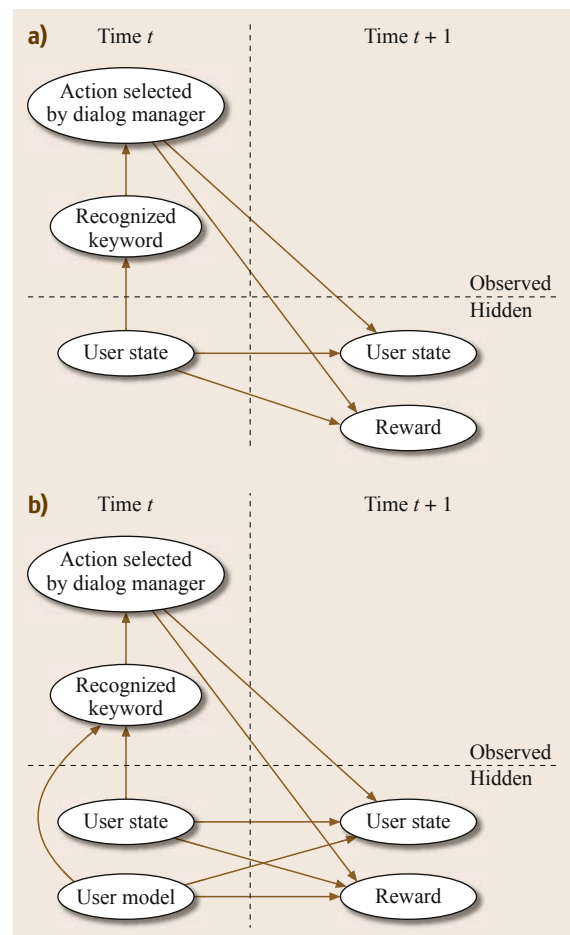 a)
Time t
Time t + 1
Action selected
by dialog manager
Recognized
keyword
Observed
Hidden
User state
User state
Reward
b)
Time t
Time t + 1
Action selected
by dialog manager
Recognized
keyword
Observed
Hidden
User state
User state
User model
Reward